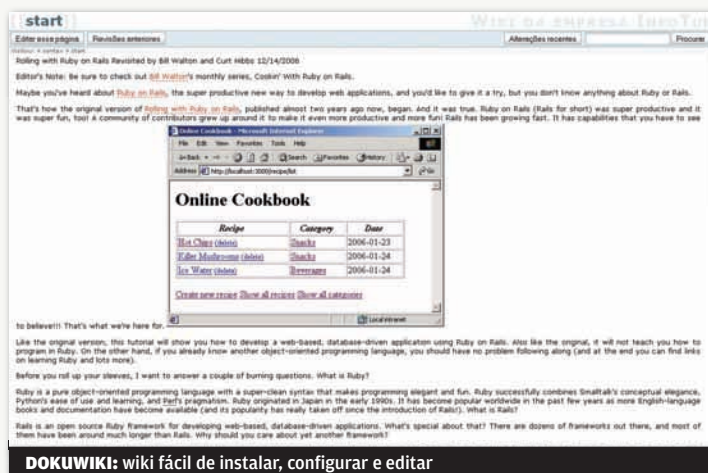 [[start]]
WIKI DA EMPRESA INFOTUR
Editar essa página Revisões anteriores Alterações recentes Procurar
Rolling with Ruby on Rails Revisited by Bill Walton and Curt Hibbs 12/14/2006
Editor's Note: Be sure to check out Bill Walton's monthly series, Cookin' With Ruby on Rails.
Maybe you've heard about Ruby on Rails, the super productive new way to develop web applications, and you'd like to give it a try, but you don't know anything about Ruby or Rails.
That's how the original version of Rolling with Ruby on Rails, published almost two years ago now, began. And it was true. Ruby on Rails (Rails for short) was super productive and it
was super fun, too! A community of contributors grew up around it to make it even more productive and more fun! Rails has been growing fast. It has capabilities that you have to see
Online Cookbook - Microsoft Internet Explorer
File Edit View Favorites Tools Help
Back Search Favorites History
Address http://localhost:3000/recipe/list Go
Online Cookbook
Recipe Category Date
Hot Chips (delete) Snacks 2006-01-23
Killer Mushrooms (delete) Snacks 2006-01-24
Ice Water (delete) Beverages 2006-01-24
Create new recipe Show all recipes Show all categories
Local intranet
to believe!!! That's what we're here for.
Like the original version, this tutorial will show you how to develop a web-based, database-driven application using Ruby on Rails. Also like the original, it will not teach you how to
program in Ruby. On the other hand, if you already know another object-oriented programming language, you should have no problem following along (and at the end you can find links
on learning Ruby and lots more).
Before you roll up your sleeves, I want to answer a couple of burning questions. What is Ruby?
Ruby is a pure object-oriented programming language with a super-clean syntax that makes programming elegant and fun. Ruby successfully combines Smalltalk's conceptual elegance,
Python's ease of use and learning, and Perl's pragmatism. Ruby originated in Japan in the early 1990s. It has become popular worldwide in the past few years as more English-language
books and documentation have become available (and its popularity has really taken off since the introduction of Rails!). What is Rails?
Rails is an open source Ruby framework for developing web-based, database-driven applications. What's special about that? There are dozens of frameworks out there, and most of
them have been around much longer than Rails. Why should you care about yet another framework?
DOKUWIKI: wiki fácil de instalar, configurar e editar